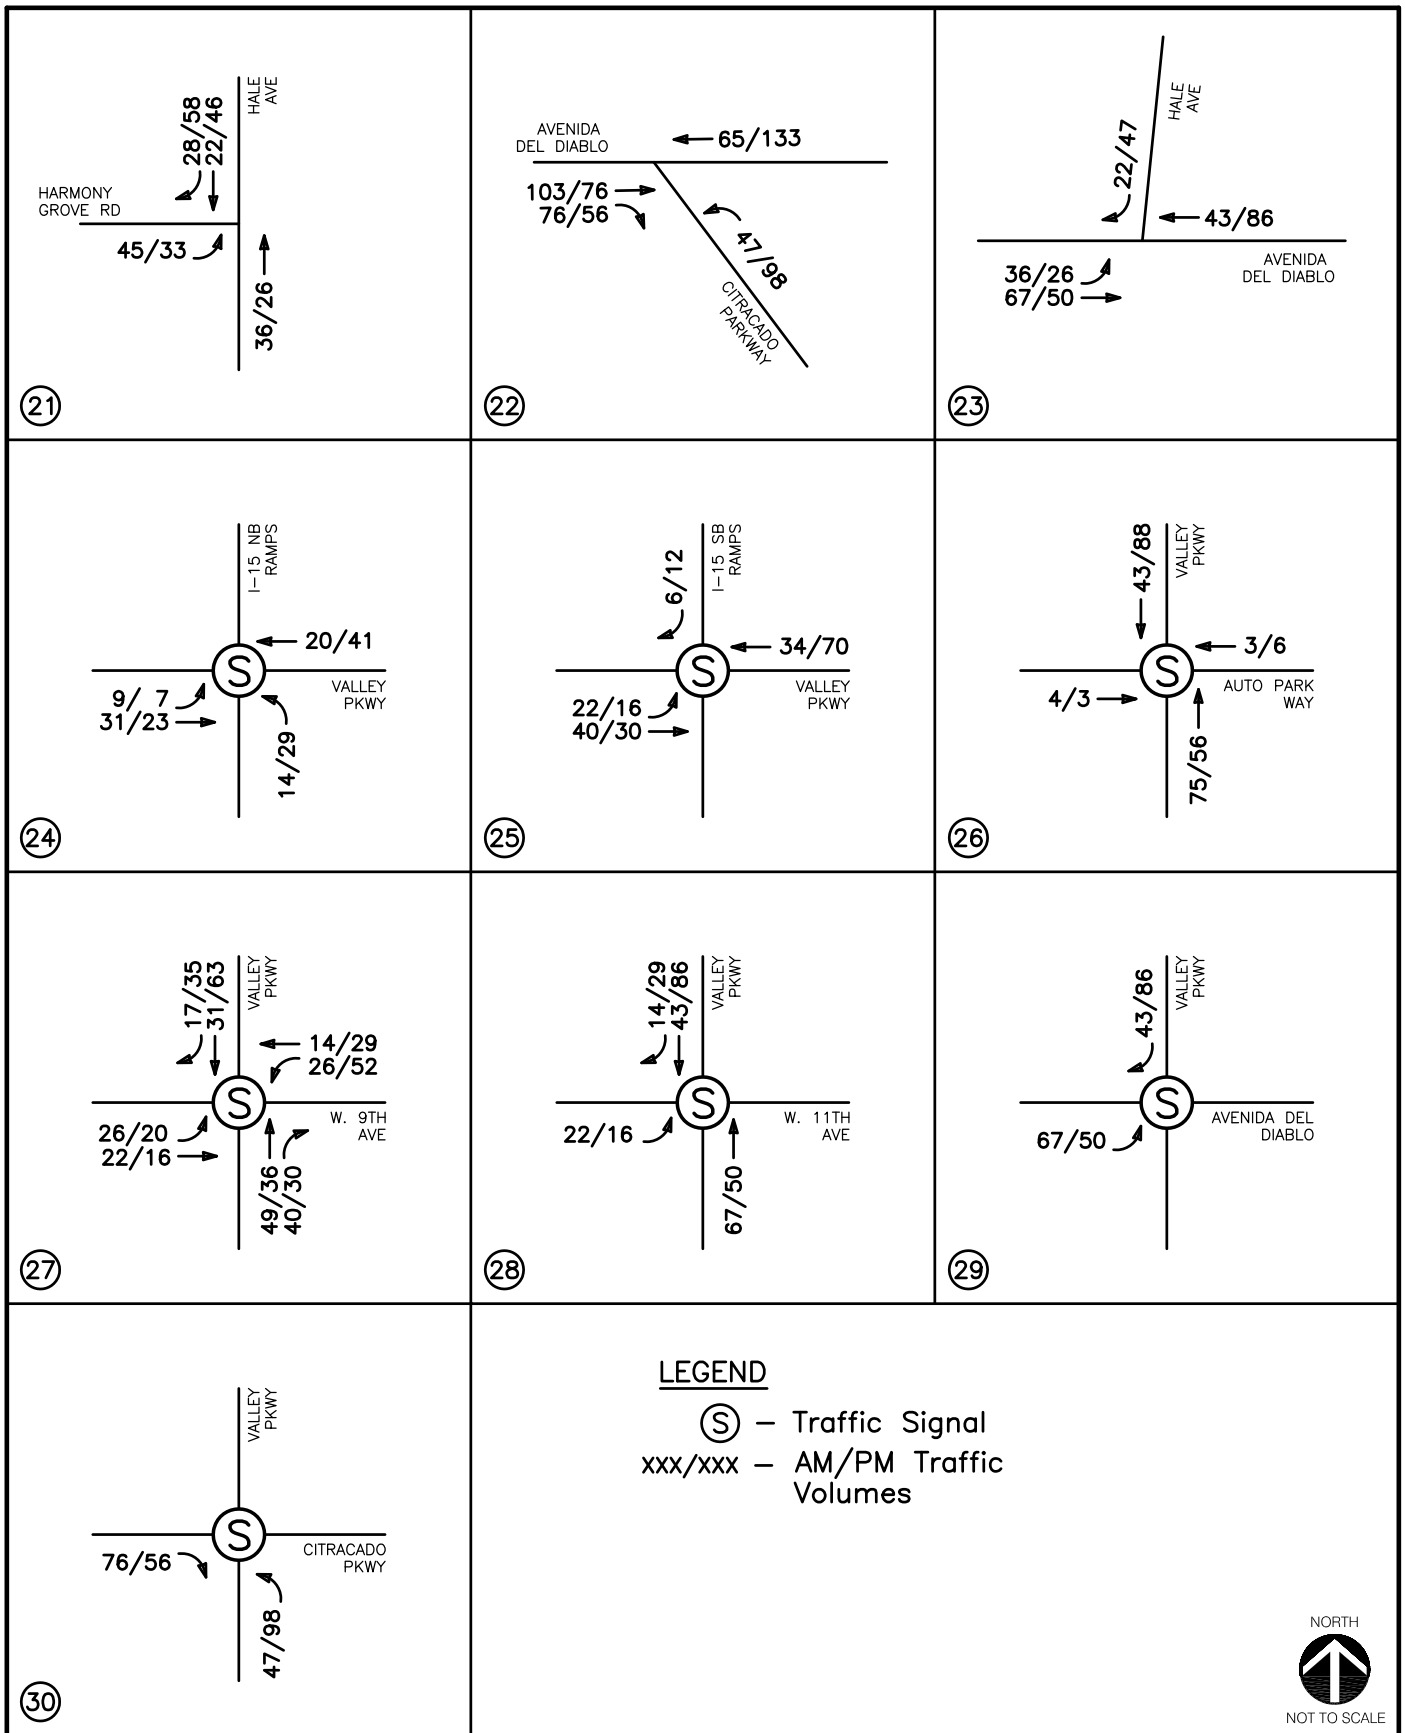 28/58
22/46
HALE
AVE
HARMONY
GROVE RD
45/33
36/26
21
AVENIDA
DEL DIABLO
65/133
103/76
76/56
47/98
CITRACADO
PARKWAY
22
HALE
AVE
22/47
43/86
36/26
67/50
AVENIDA
DEL DIABLO
23
I-15 NB
RAMPS
20/41
9/ 7
31/23
VALLEY
PKWY
14/29
24
6/12
I-15 SB
RAMPS
34/70
22/16
40/30
VALLEY
PKWY
25
43/88
VALLEY
PKWY
3/6
4/3
AUTO PARK
WAY
75/56
26
17/35
31/63
VALLEY
PKWY
14/29
26/52
26/20
22/16
W. 9TH
AVE
49/36
40/30
27
14/29
43/86
VALLEY
PKWY
22/16
W. 11TH
AVE
67/50
28
43/86
VALLEY
PKWY
67/50
AVENIDA DEL
DIABLO
29
VALLEY
PKWY
76/56
CITRACADO
PKWY
47/98
30
S
S
S
S
S
S
S
LEGEND
S - Traffic Signal
xxx/xxx - AM/PM Traffic
Volumes
NORTH
NOT TO SCALE